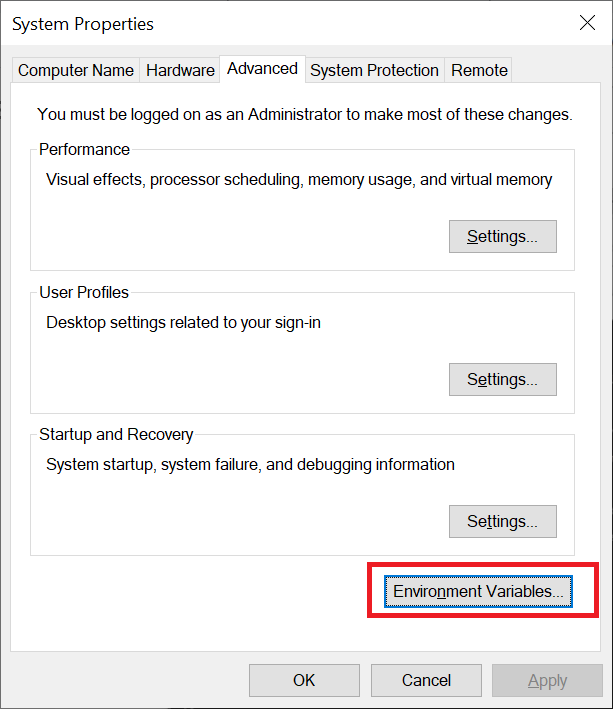 System Properties
Computer Name Hardware Advanced System Protection Remote
You must be logged on as an Administrator to make most of these changes.
Performance
Visual effects, processor scheduling, memory usage, and virtual memory
Settings...
User Profiles
Desktop settings related to your sign-in
Settings...
Startup and Recovery
System startup, system failure, and debugging information
Settings...
Environment Variables...
OK Cancel Apply